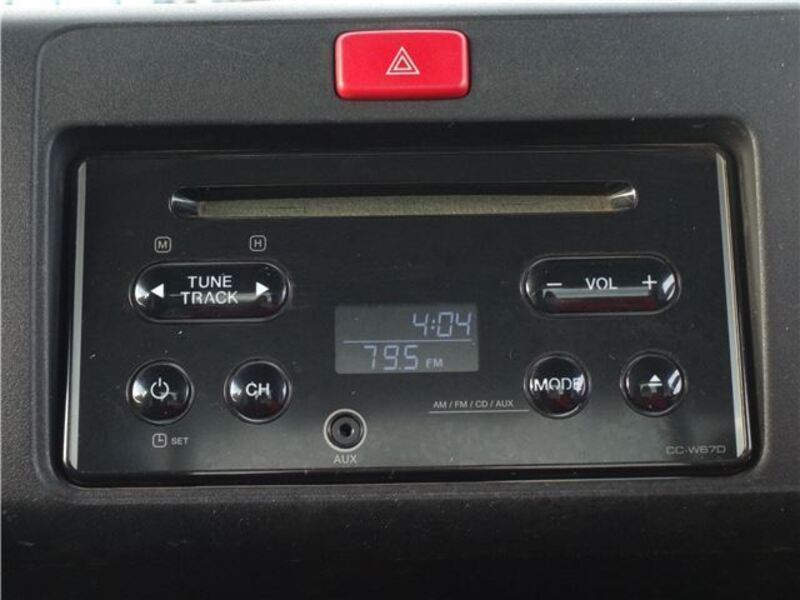 M H
TUNE
TRACK
− VOL +
4:04
79.5 FM
CH
MODE
AM / FM / CD / AUX
SET
AUX
CC-W67D